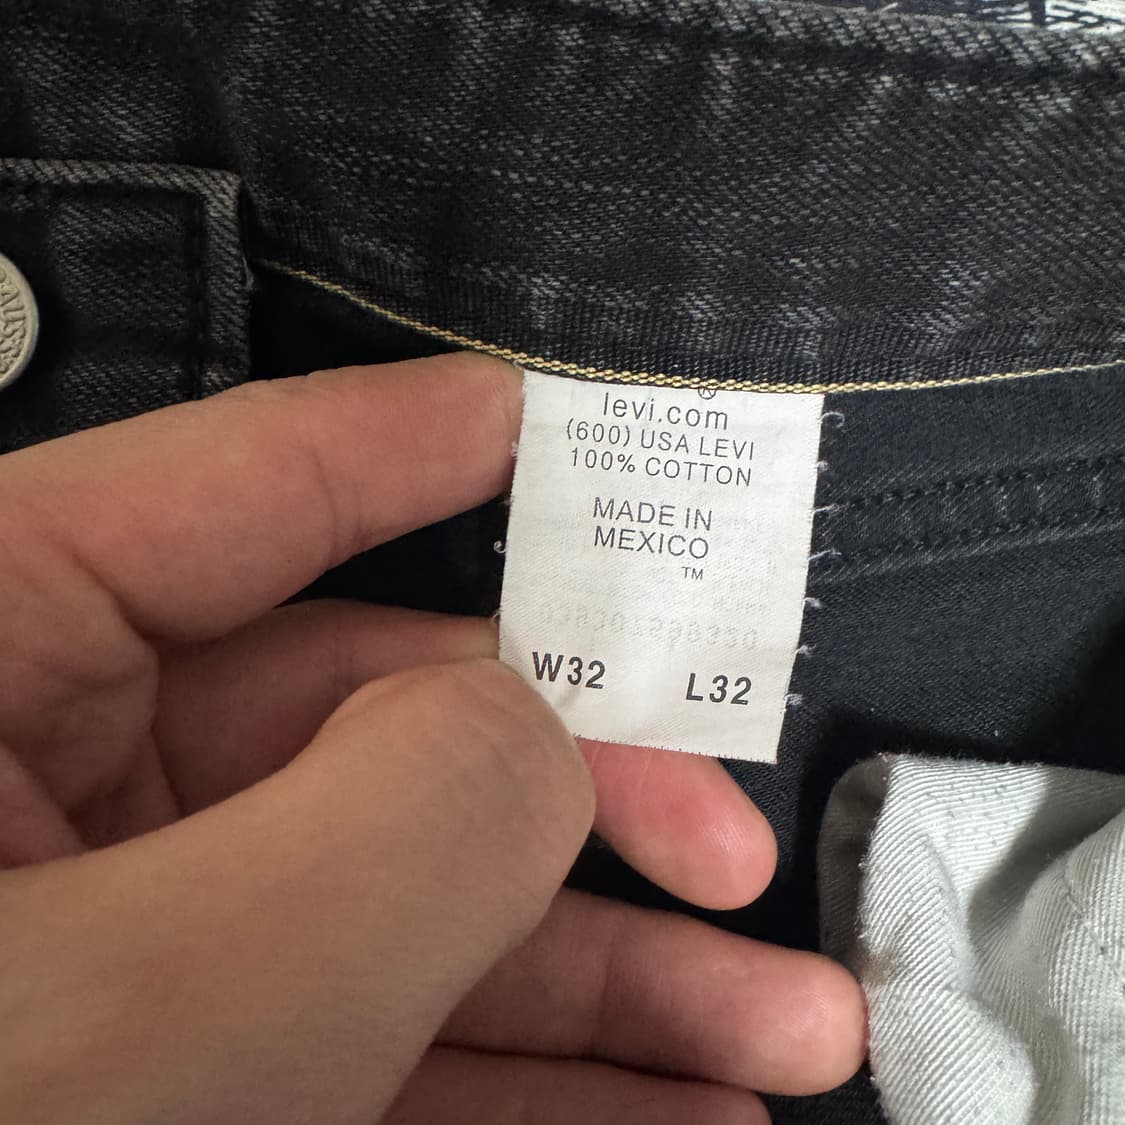 levi.com
(600) USA LEVI
100% COTTON
MADE IN
MEXICO
™
W32 L32